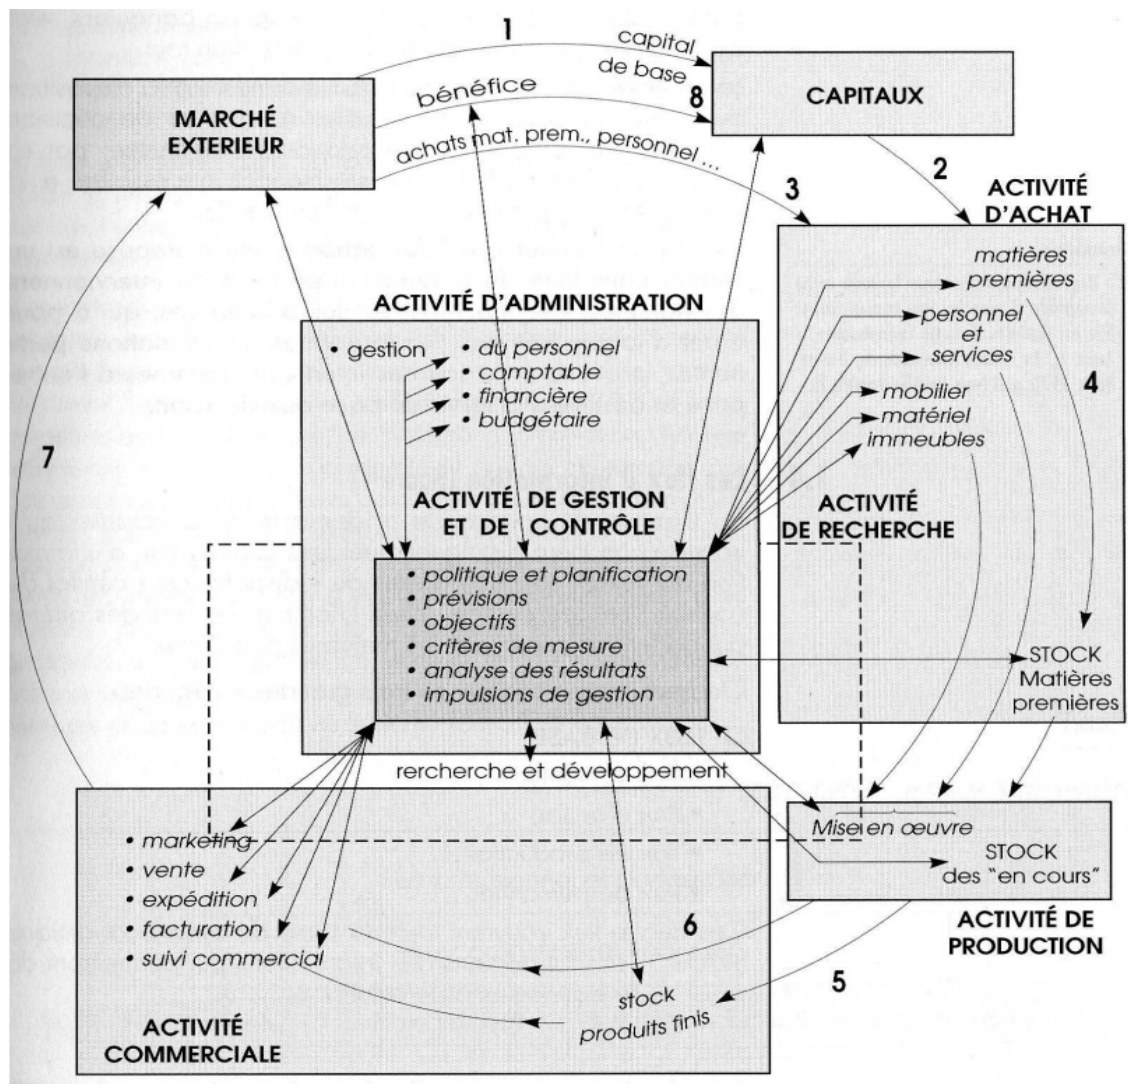 1
capital
de base
MARCHÉ
EXTERIEUR
bénéfice
8
CAPITAUX
achats mat. prem., personnel ...
2
3
ACTIVITÉ
D'ACHAT
matières
premières
personnel
et
services
mobilier
matériel
immeubles
4
ACTIVITÉ D'ADMINISTRATION
• gestion
• du personnel
• comptable
• financière
• budgétaire
7
ACTIVITÉ DE GESTION
ET DE CONTRÔLE
ACTIVITÉ
DE RECHERCHE
• politique et planification
• prévisions
• objectifs
• critères de mesure
• analyse des résultats
• impulsions de gestion
STOCK
Matières
premières
rercherche et développement
• marketing
• vente
• expédition
• facturation
• suivi commercial
Mise en œuvre
STOCK
des "en cours"
ACTIVITÉ DE
PRODUCTION
6
5
stock
produits finis
ACTIVITÉ
COMMERCIALE